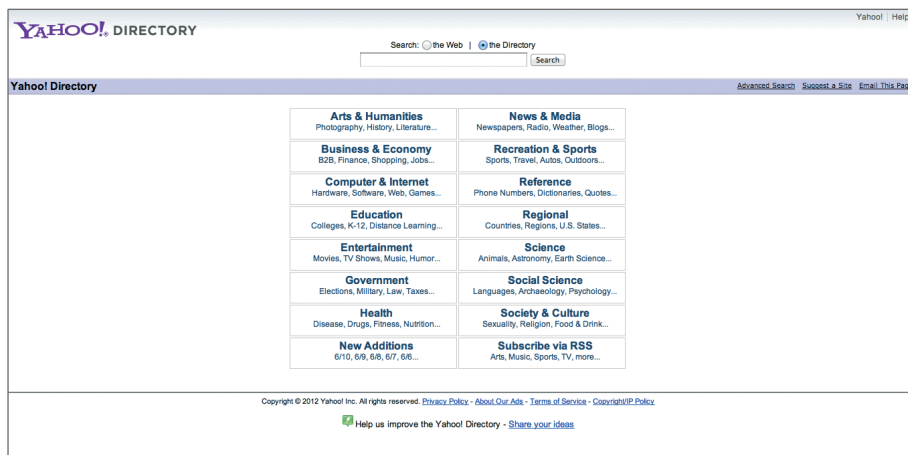 Yahoo! | Help
YAHOO! DIRECTORY
Search: the Web | the Directory
Search
Yahoo! Directory
Advanced Search Suggest a Site Email This Pag
Arts & Humanities
Photography, History, Literature...
News & Media
Newspapers, Radio, Weather, Blogs...
Business & Economy
B2B, Finance, Shopping, Jobs...
Recreation & Sports
Sports, Travel, Autos, Outdoors...
Computer & Internet
Hardware, Software, Web, Games...
Reference
Phone Numbers, Dictionaries, Quotes...
Education
Colleges, K-12, Distance Learning...
Regional
Countries, Regions, U.S. States...
Entertainment
Movies, TV Shows, Music, Humor...
Science
Animals, Astronomy, Earth Science...
Government
Elections, Military, Law, Taxes...
Social Science
Languages, Archaeology, Psychology...
Health
Disease, Drugs, Fitness, Nutrition...
Society & Culture
Sexuality, Religion, Food & Drink...
New Additions
6/10, 6/9, 6/8, 6/7, 6/6...
Subscribe via RSS
Arts, Music, Sports, TV, more...
Copyright © 2012 Yahoo! Inc. All rights reserved. Privacy Policy - About Our Ads - Terms of Service - Copyright/IP Policy
Help us improve the Yahoo! Directory - Share your ideas